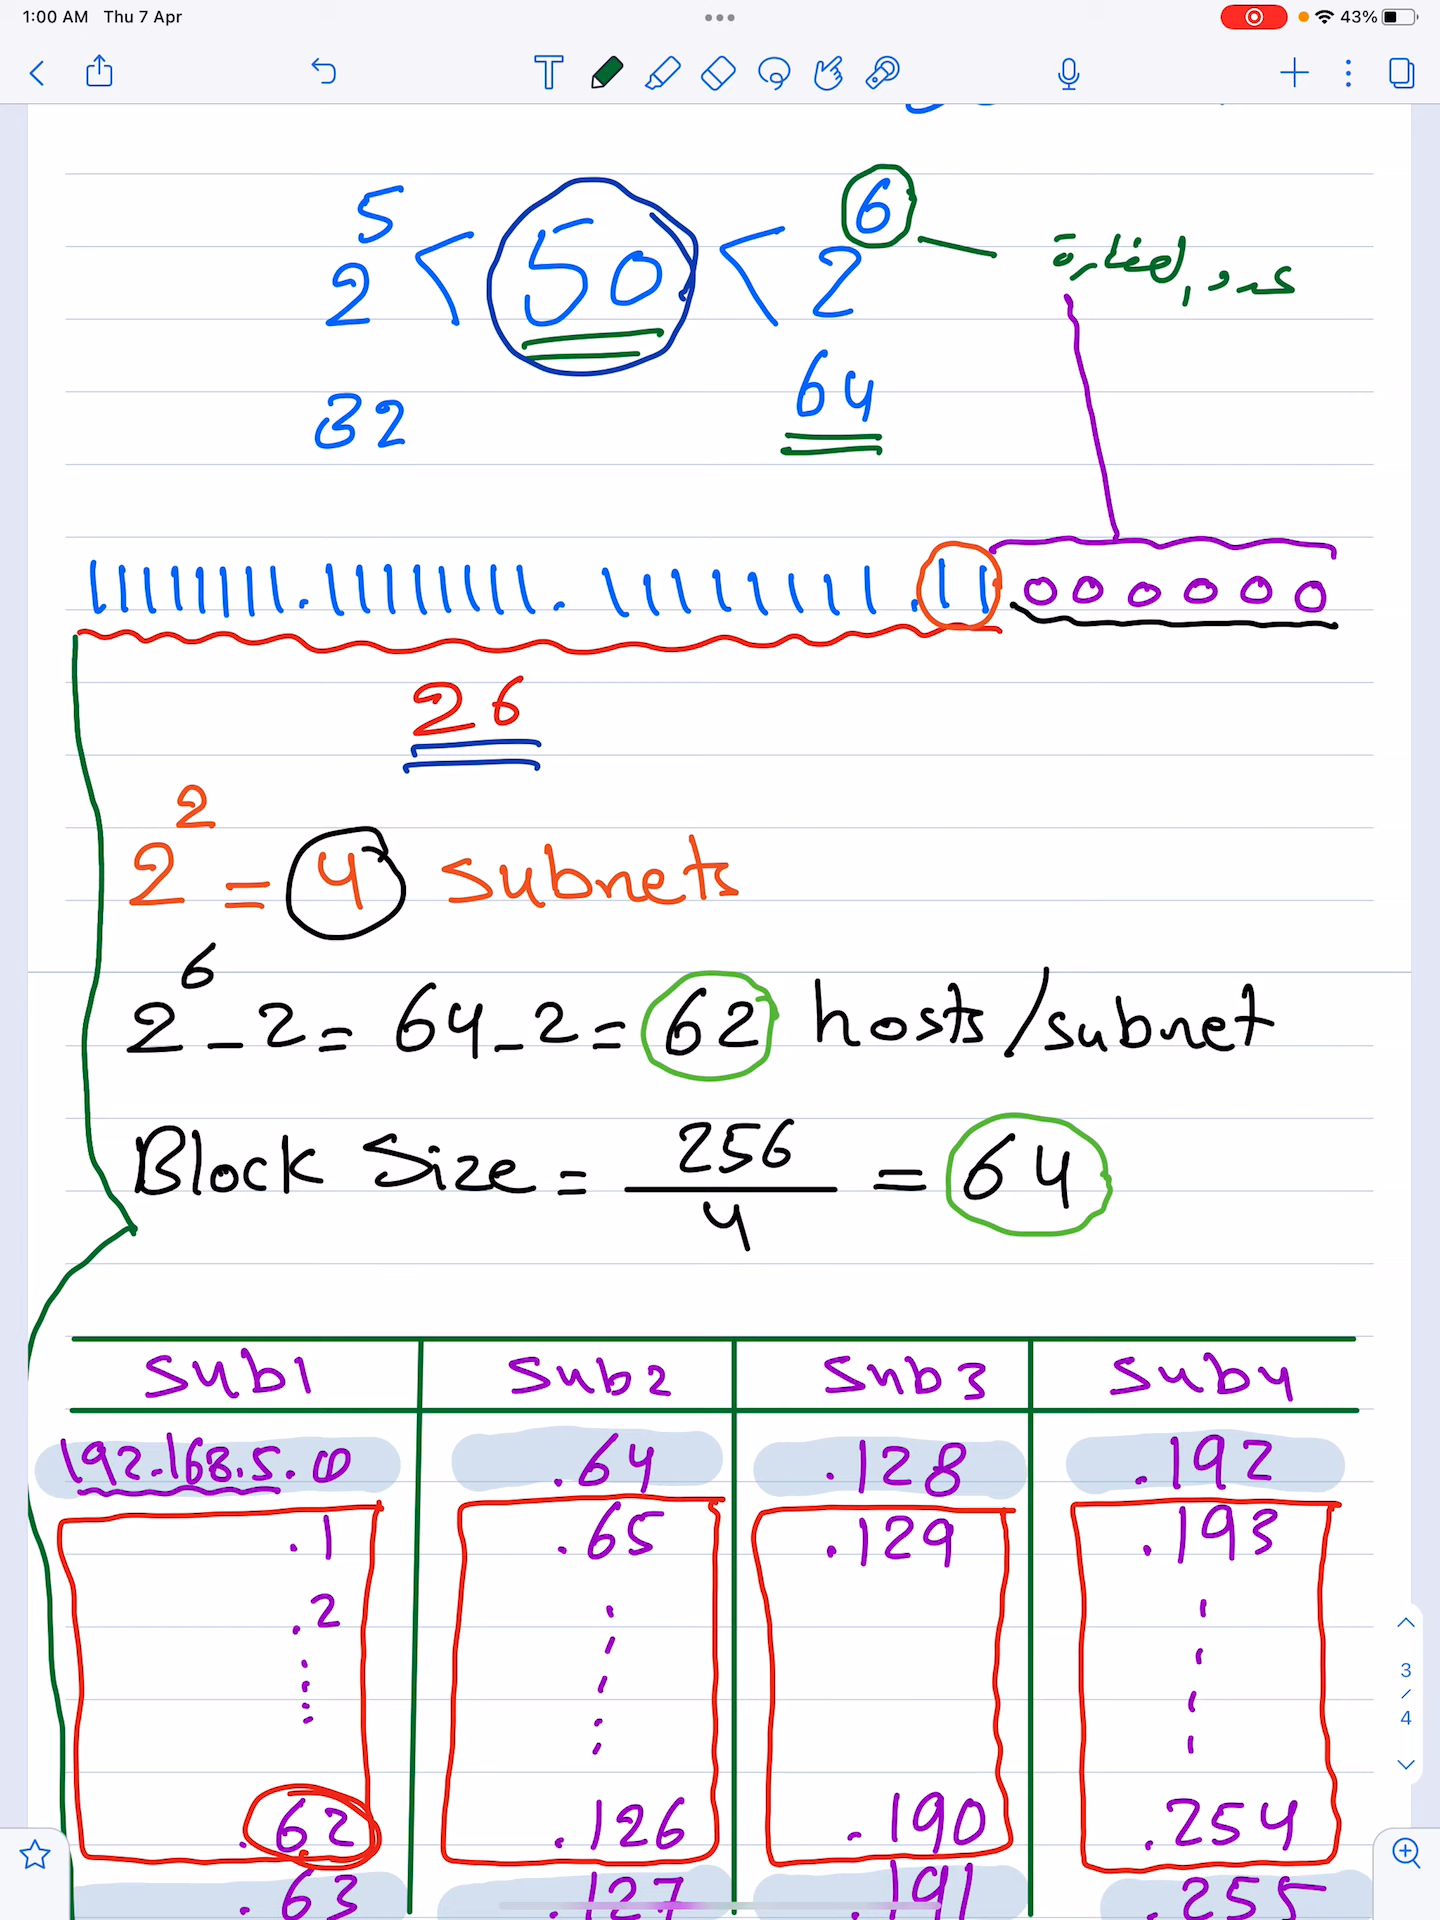 1:00 AM Thu 7 Apr 43%
2^5 < 50 < 2^6 عدد اصفار
32 64
11111111.11111111.11111111.11 000000
26
2^2 = 4 subnets
2^6 - 2 = 64 - 2 = 62 hosts/subnet
Block Size = 256/4 = 64
Sub1 Sub2 Sub3 Sub4
192.168.5.0 .64 .128 .192
.1 .65 .129 .193
.2
.62 .126 .190 .254
.63 .127 .191 .255
3/4